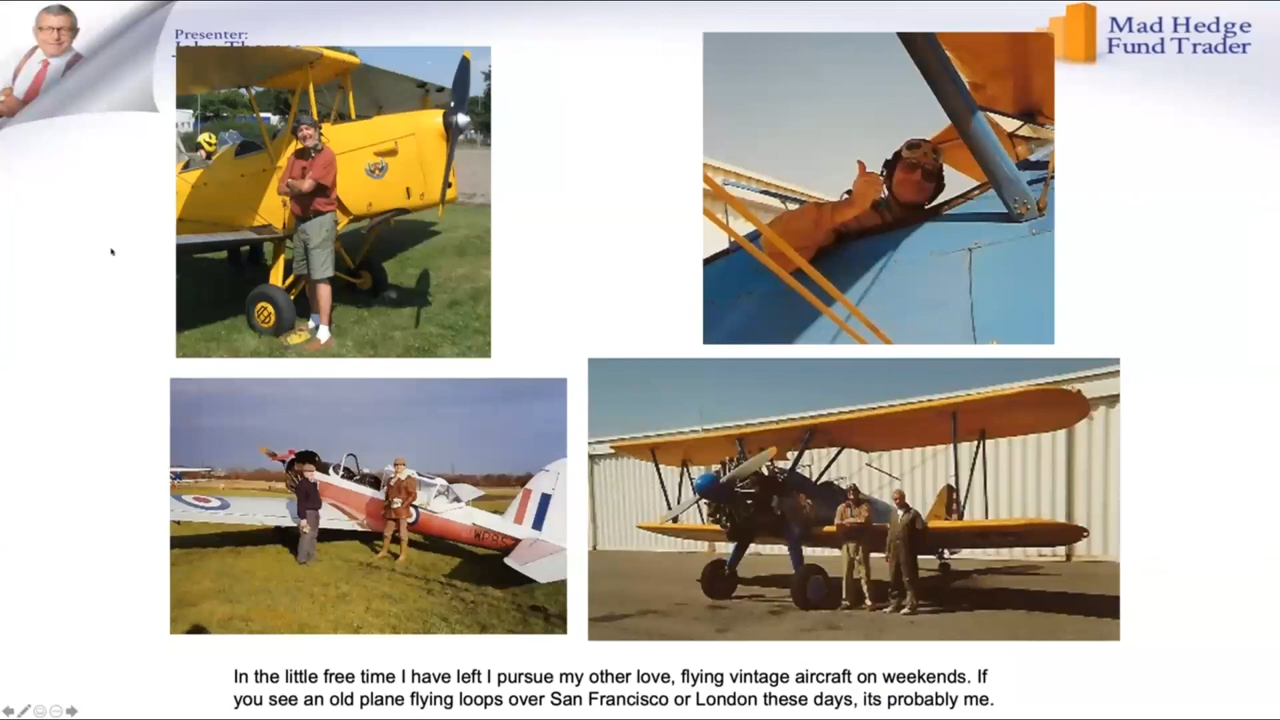 Presenter:
Mad Hedge
Fund Trader
In the little free time I have left I pursue my other love, flying vintage aircraft on weekends. If
you see an old plane flying loops over San Francisco or London these days, its probably me.